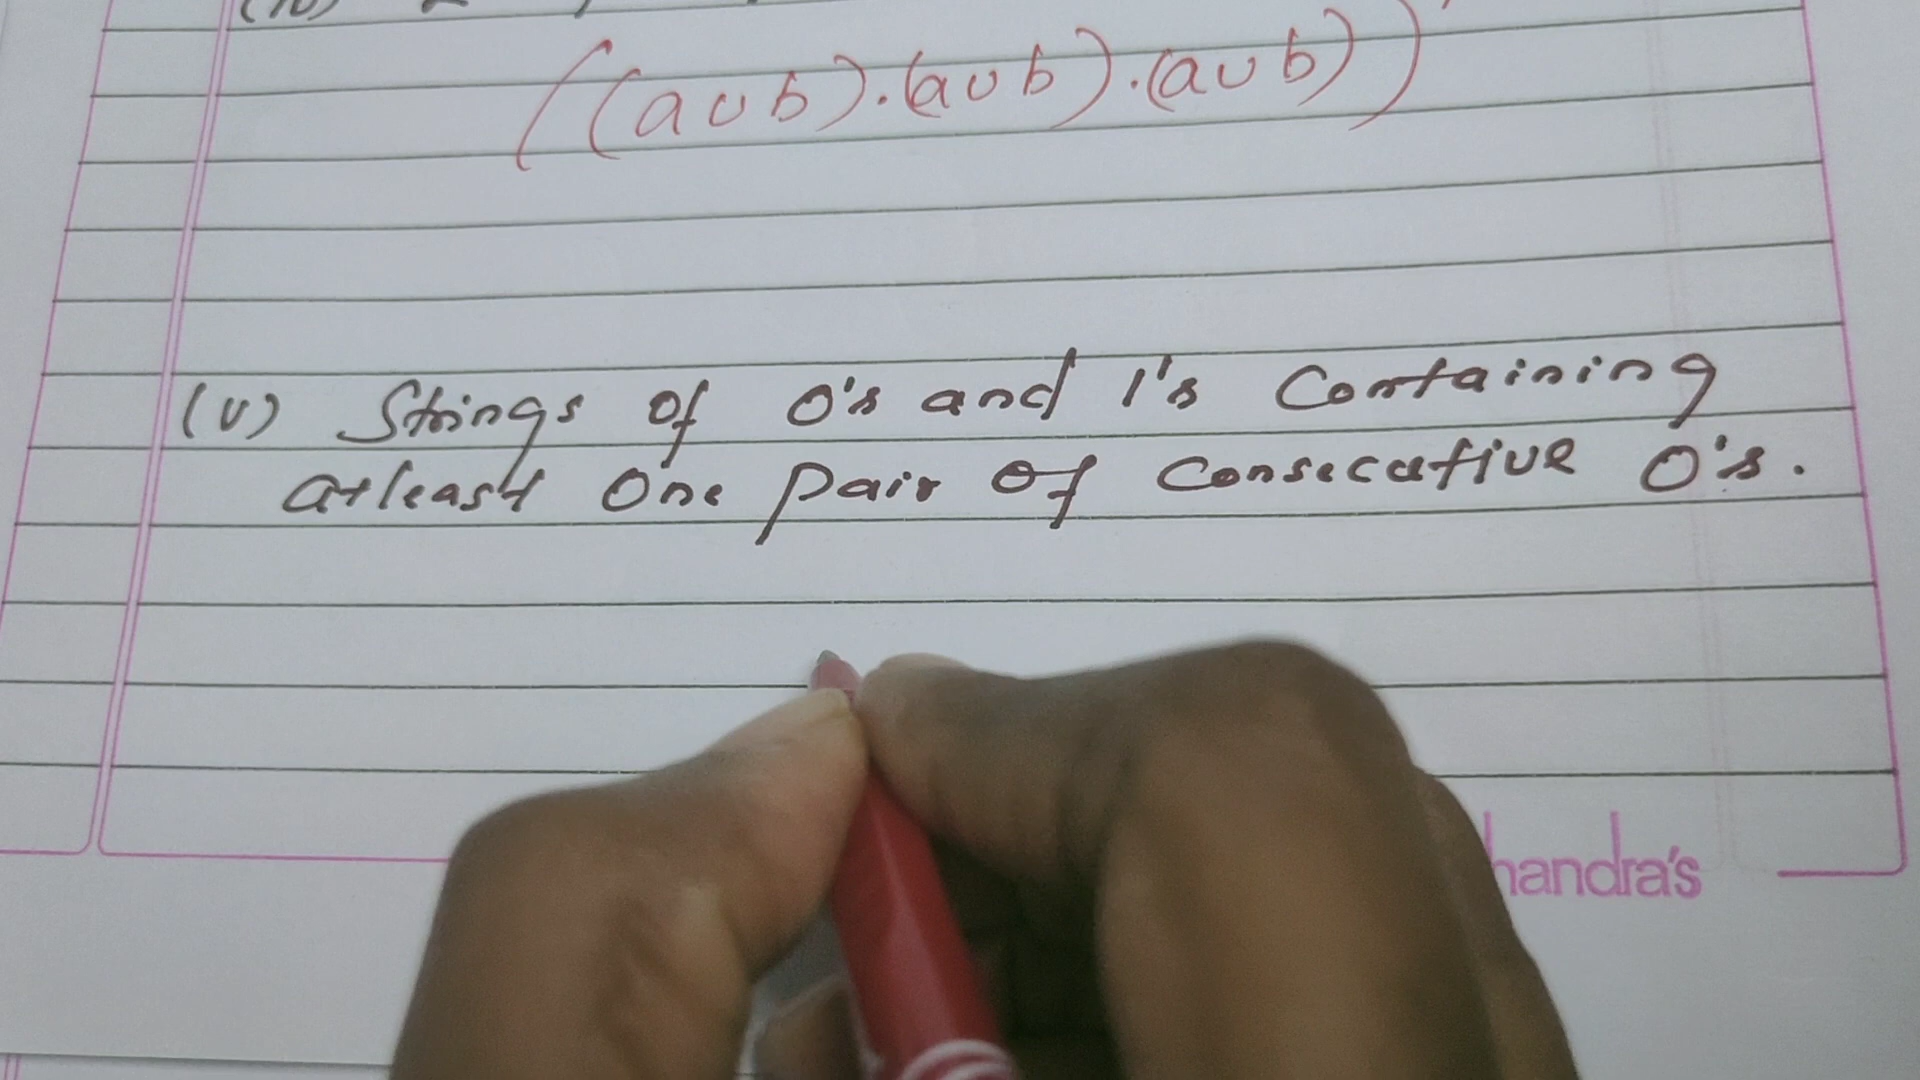 ((a∪b).(a∪b).(a∪b))
(v) Strings of 0's and 1's Containing
atleast One pair of Consecutive 0's.
handra's